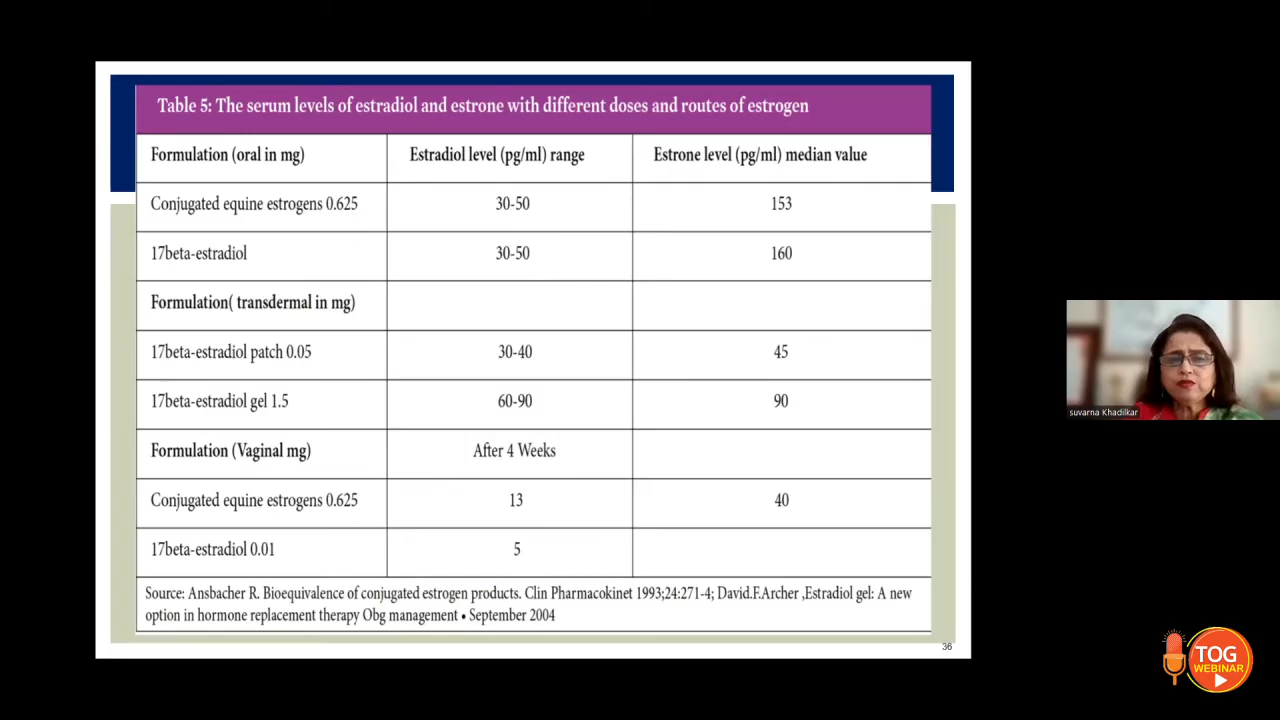 Table 5: The serum levels of estradiol and estrone with different doses and routes of estrogen
Formulation (oral in mg) Estradiol level (pg/ml) range Estrone level (pg/ml) median value
Conjugated equine estrogens 0.625 30-50 153
17beta-estradiol 30-50 160
Formulation( transdermal in mg)
17beta-estradiol patch 0.05 30-40 45
17beta-estradiol gel 1.5 60-90 90
Formulation (Vaginal mg) After 4 Weeks
Conjugated equine estrogens 0.625 13 40
17beta-estradiol 0.01 5
Source: Ansbacher R. Bioequivalence of conjugated estrogen products. Clin Pharmacokinet 1993;24:271-4; David.F.Archer ,Estradiol gel: A new
option in hormone replacement therapy Obg management • September 2004
36
suvarna Khadilkar
TOG
WEBINAR